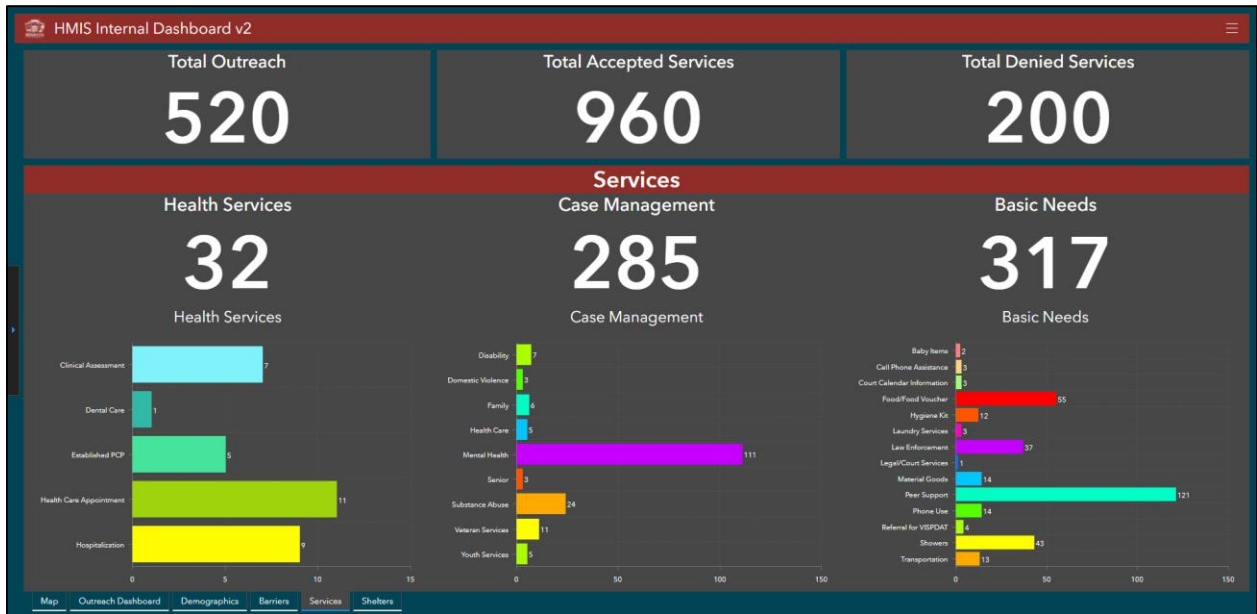 HMIS Internal Dashboard v2
Total Outreach
520
Total Accepted Services
960
Total Denied Services
200
Services
Health Services
32
Health Services
Clinical Assessment 7
Dental Care 1
Established PCP 5
Health Care Appointment 11
Hospitalization 9
0 5 10 15
Case Management
285
Case Management
Disability 7
Domestic Violence 3
Family 6
Health Care 5
Mental Health 111
Senior 3
Substance Abuse 24
Veteran Services 11
Youth Services 5
0 50 100 150
Basic Needs
317
Basic Needs
Baby Items 2
Cell Phone Assistance 3
Court Calendar Information 3
Food/Food Voucher 55
Hygiene Kit 12
Laundry Services 3
Law Enforcement 37
Legal/Court Services 1
Material Goods 14
Peer Support 121
Phone Use 14
Referral for VISPDAT 4
Showers 43
Transportation 13
0 50 100 150
Map Outreach Dashboard Demographics Barriers Services Shelters